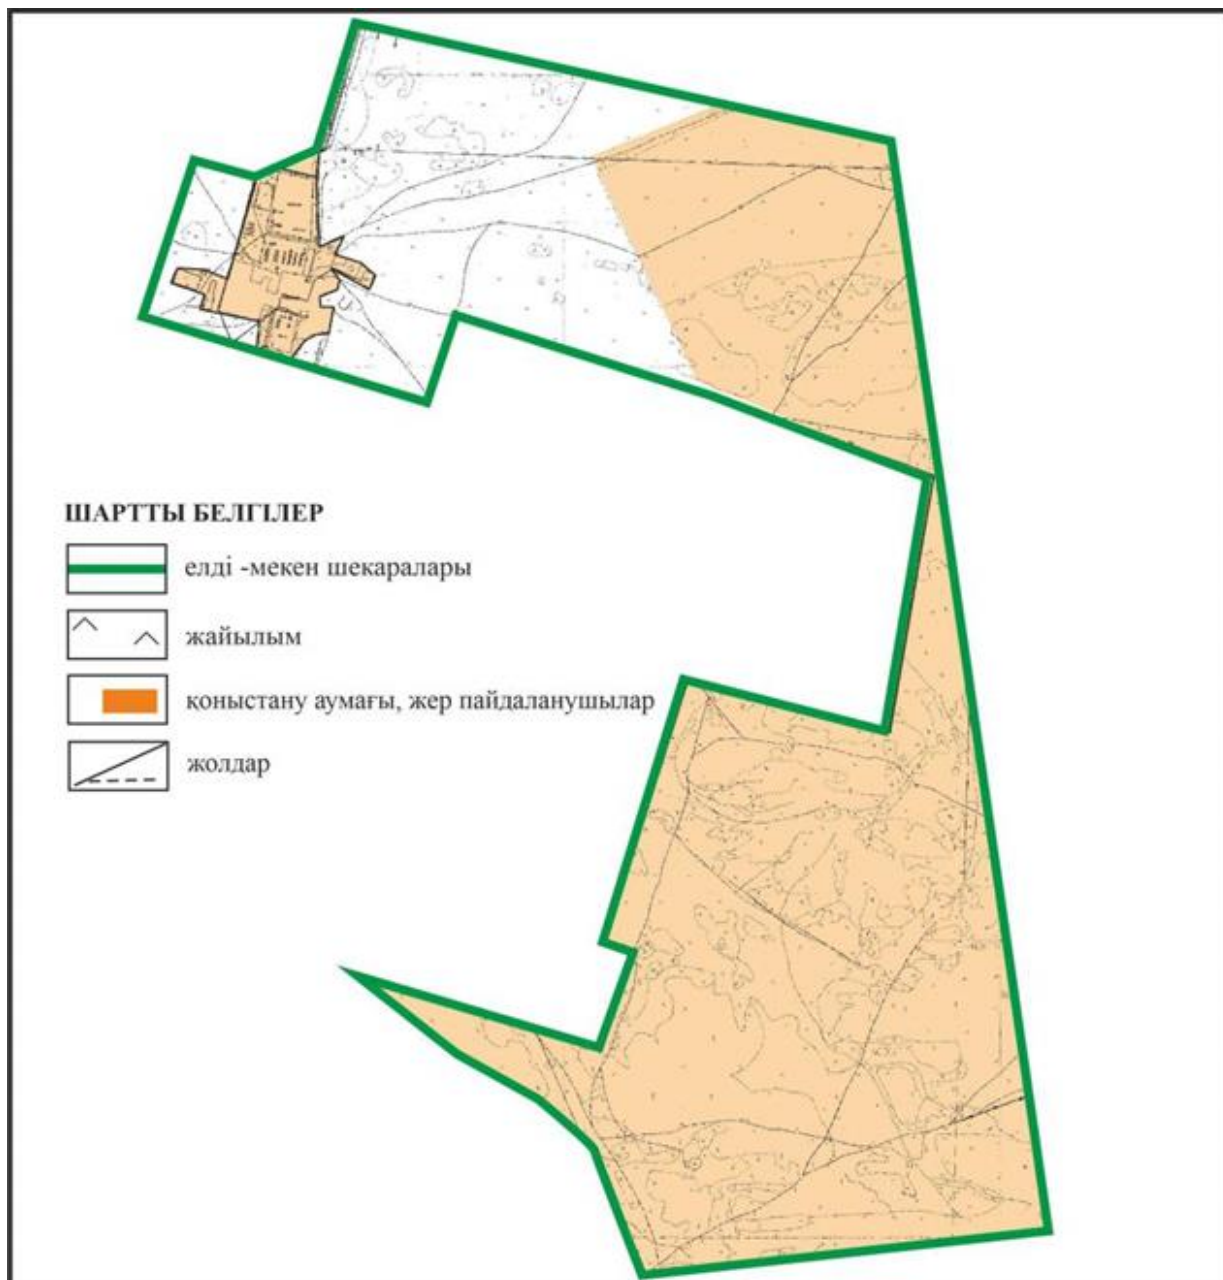 ШАРТТЫ БЕЛГІЛЕР
елді -мекен шекаралары
жайылым
қоныстану аумағы, жер пайдаланушылар
жолдар